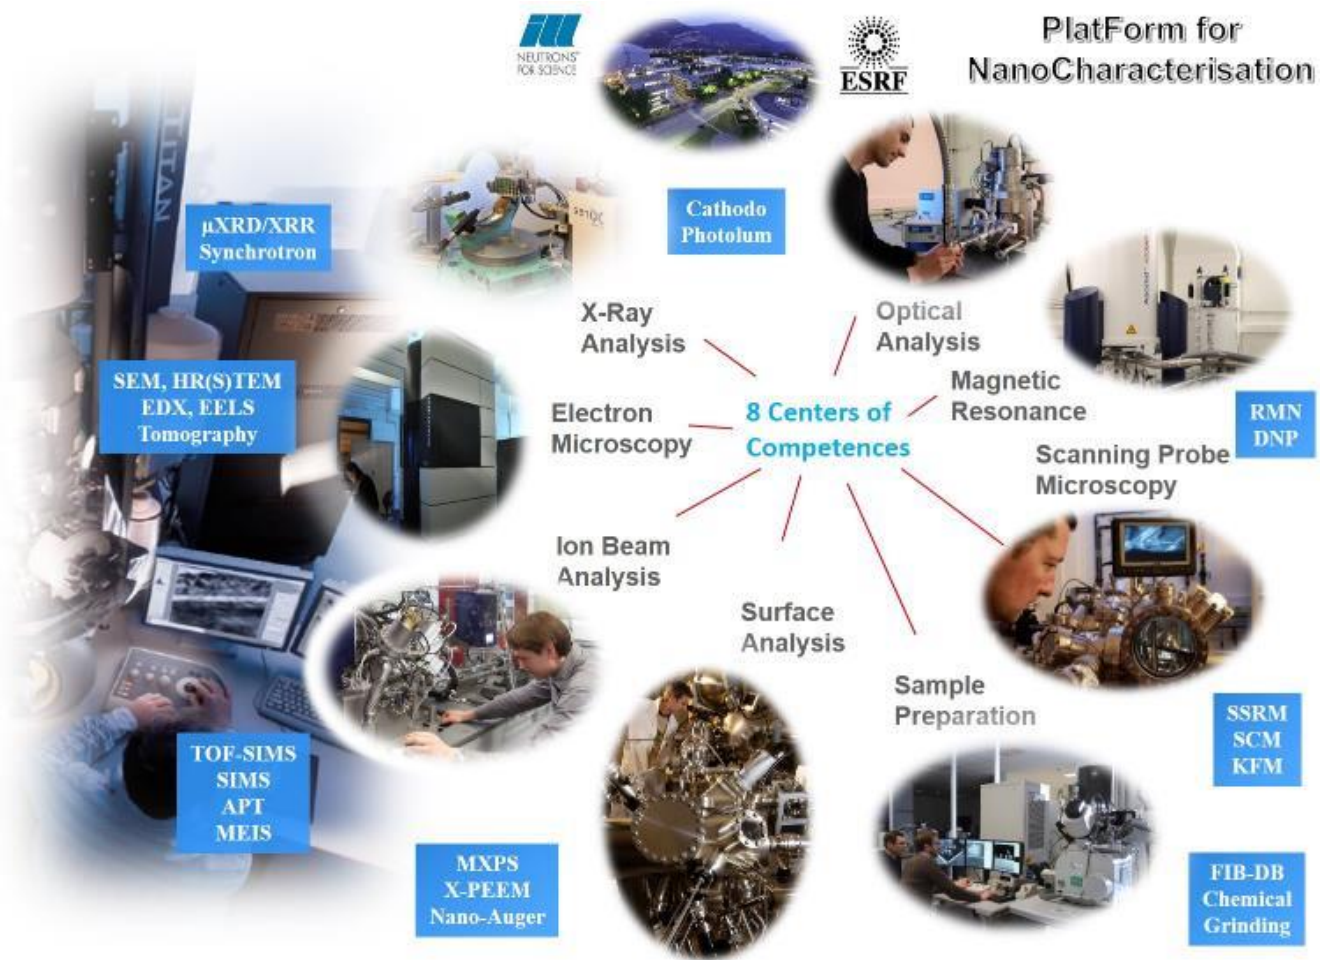 ill
NEUTRONS
FOR SCIENCE
ESRF
PlatForm for
NanoCharacterisation
TITAN
µXRD/XRR
Synchrotron
Cathodo
Photolum
X-Ray
Analysis
Optical
Analysis
Magnetic
Resonance
SEM, HR(S)TEM
EDX, EELS
Tomography
Electron
Microscopy
8 Centers of
Competences
RMN
DNP
Scanning Probe
Microscopy
Ion Beam
Analysis
Surface
Analysis
Sample
Preparation
SSRM
SCM
KFM
TOF-SIMS
SIMS
APT
MEIS
MXPS
X-PEEM
Nano-Auger
FIB-DB
Chemical
Grinding